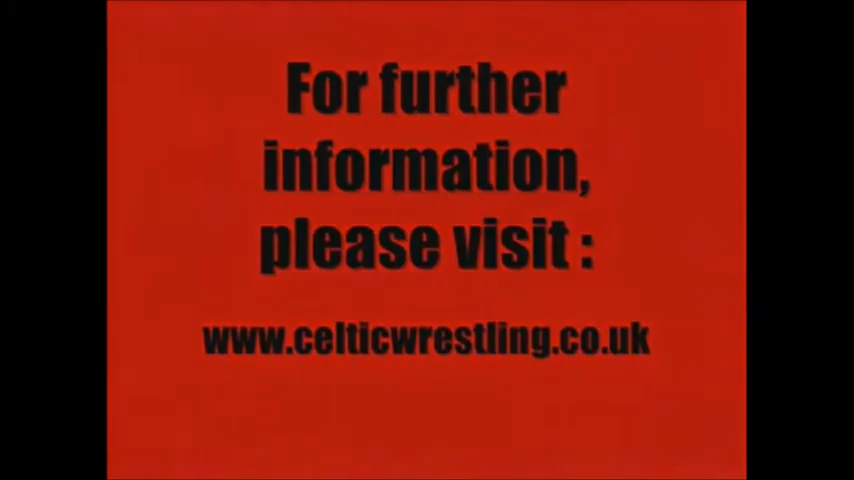 For further
information,
please visit :
www.celticwrestling.co.uk